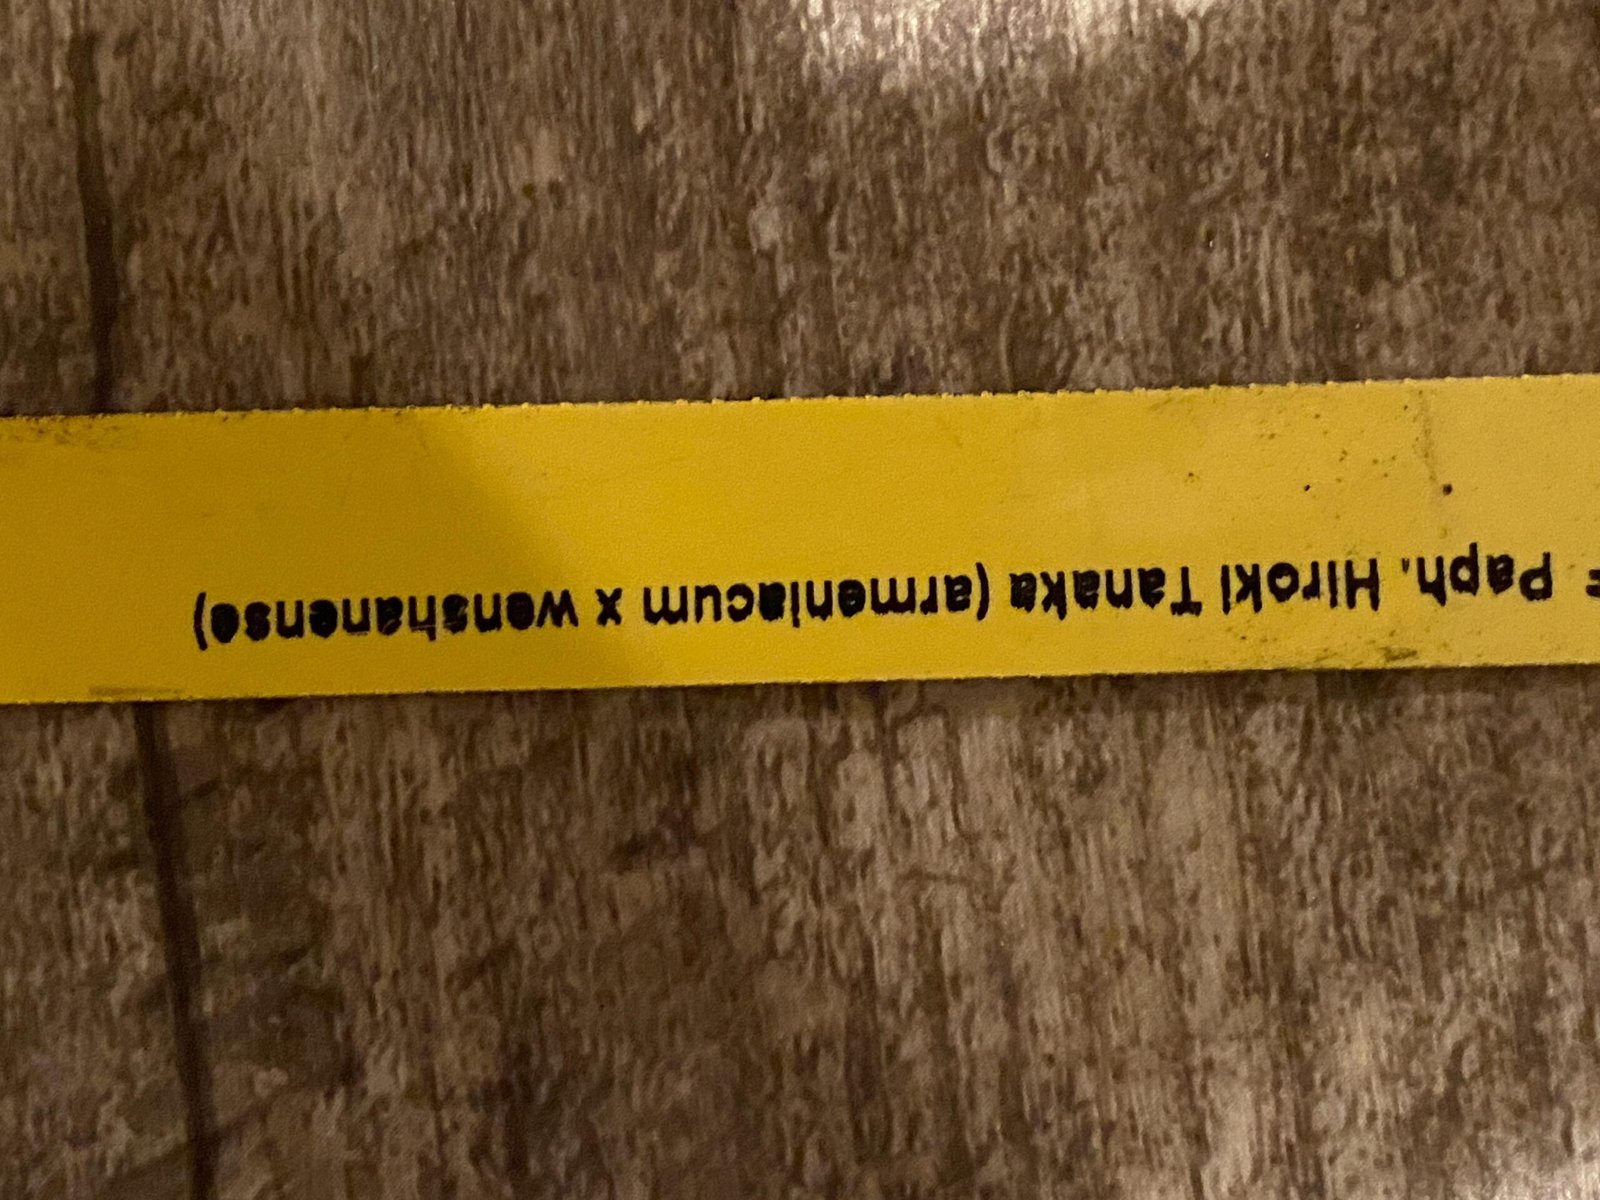 = Paph. Hiroki Tanaka (armeniacum x wenshanense)